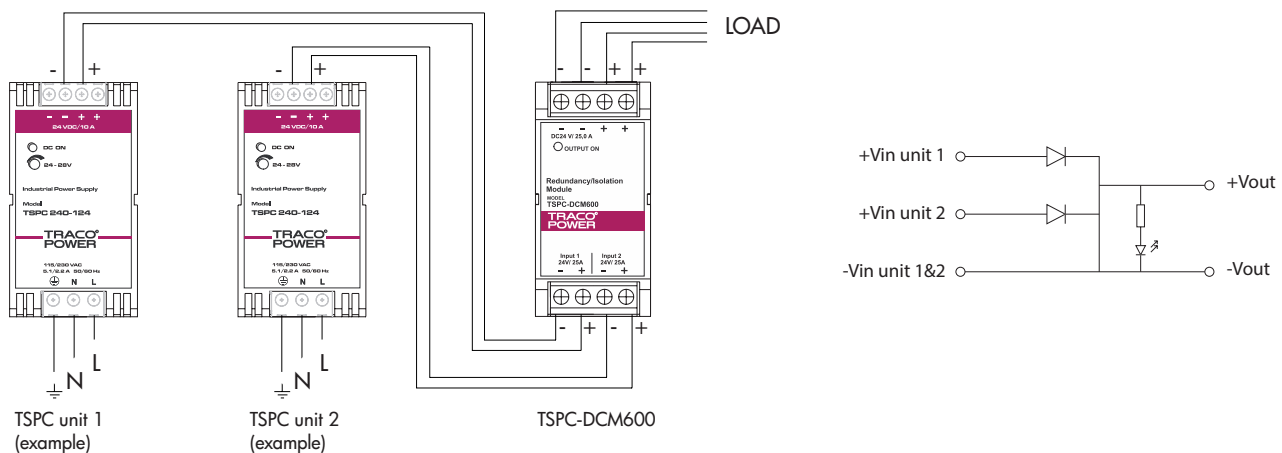 LOAD
- +
- +
- - + +
- - + +
24 VDC/10 A
DC ON
24 - 28V
Industrial Power Supply
Model
TSPC 240-124
TRACO®
POWER
115/230 VAC
5.1/2.2 A 50/60 Hz
N L
L
N
TSPC unit 1
(example)
- - + +
24 VDC/10 A
DC ON
24 - 28V
Industrial Power Supply
Model
TSPC 240-124
TRACO®
POWER
115/230 VAC
5.1/2.2 A 50/60 Hz
N L
L
N
TSPC unit 2
(example)
- - + +
DC24 V/ 25,0 A
OUTPUT ON
Redundancy/Isolation
Module
MODEL
TSPC-DCM600
TRACO®
POWER
Input 1 Input 2
24V/ 25A 24V/ 25A
- + - +
- + - +
TSPC-DCM600
+Vin unit 1
+Vin unit 2
-Vin unit 1&2
+Vout
-Vout